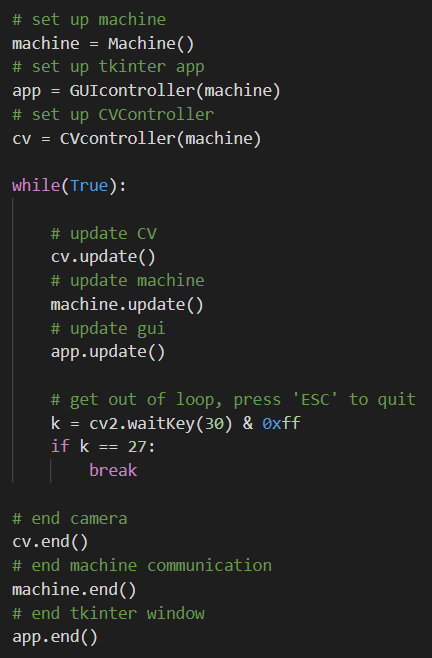 # set up machine
machine = Machine()
# set up tkinter app
app = GUIcontroller(machine)
# set up CVController
cv = CVcontroller(machine)
while(True):
# update CV
cv.update()
# update machine
machine.update()
# update gui
app.update()
# get out of loop, press 'ESC' to quit
k = cv2.waitKey(30) & 0xff
if k == 27:
break
# end camera
cv.end()
# end machine communication
machine.end()
# end tkinter window
app.end()